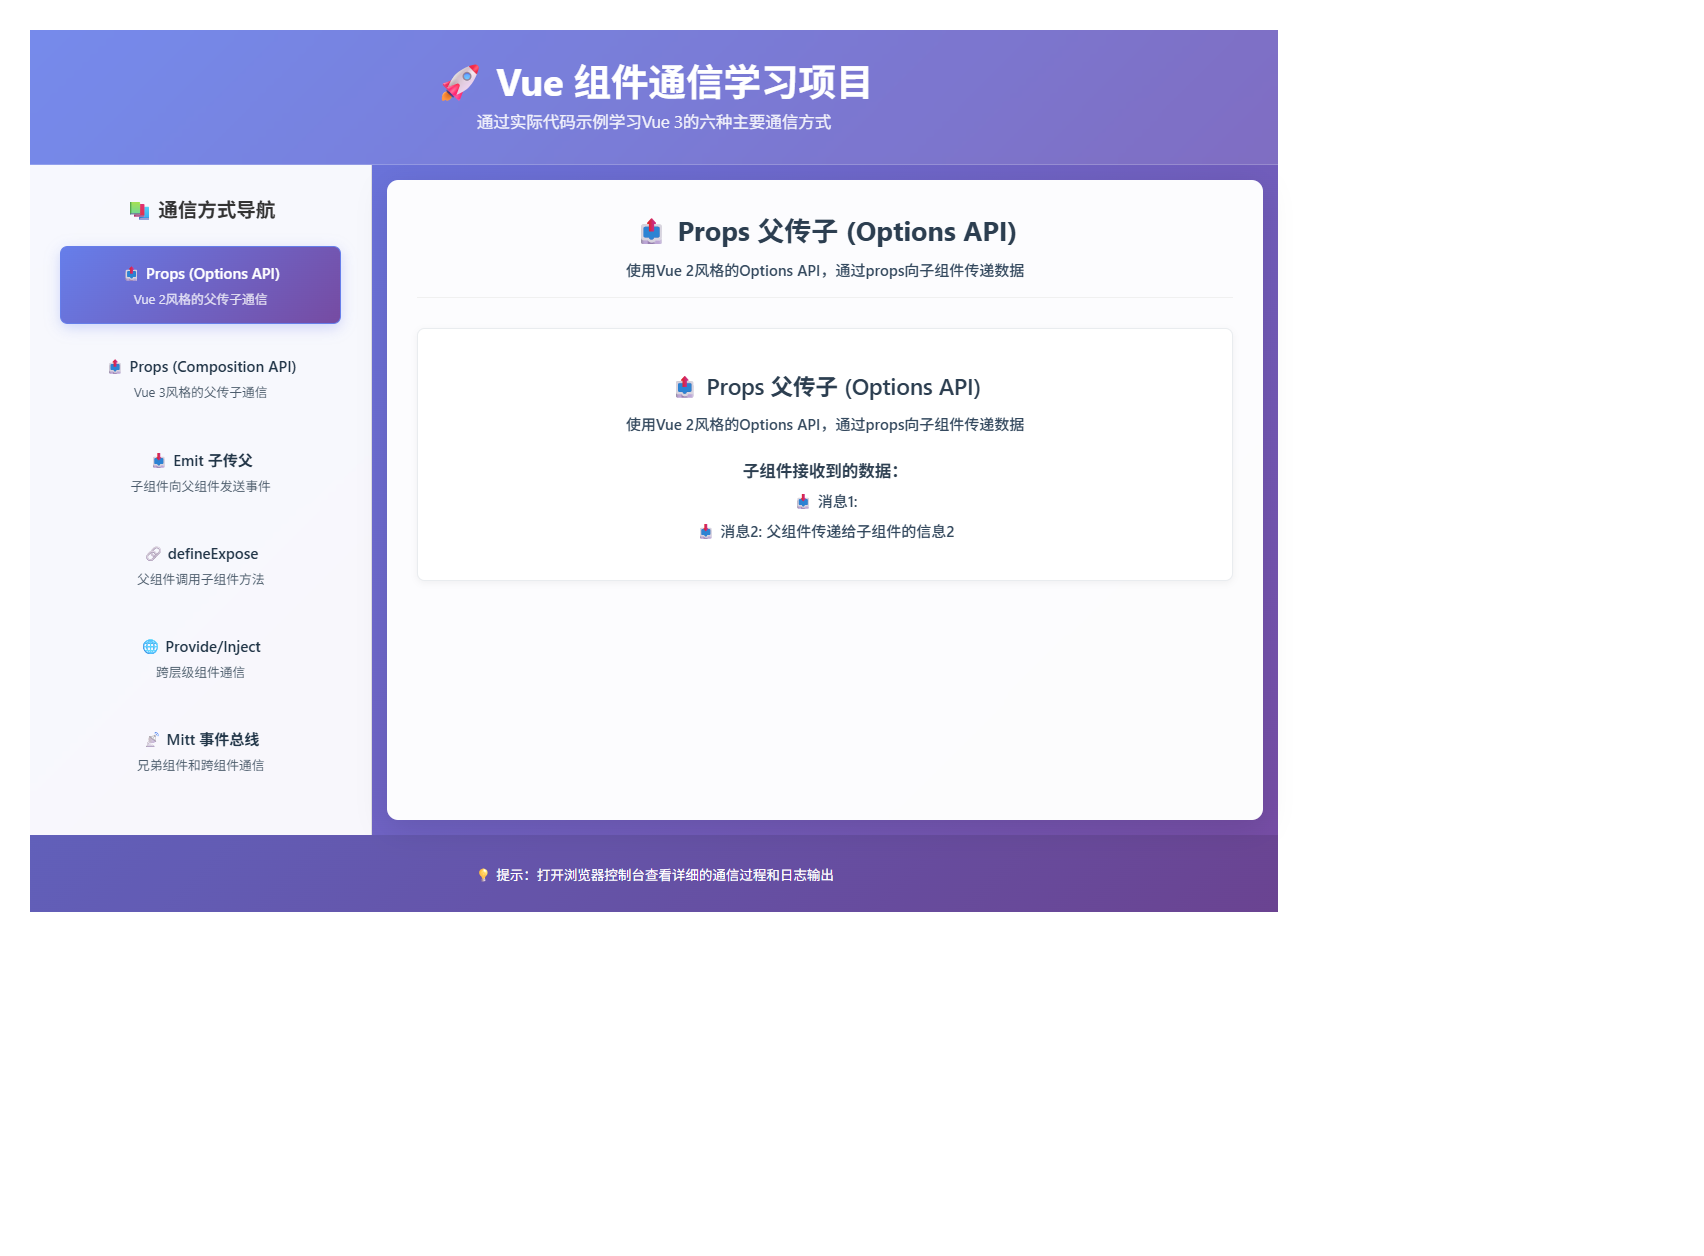 🚀 Vue 组件通信学习项目
通过实际代码示例学习Vue 3的六种主要通信方式
通信方式导航
📤 Props (Options API)
Vue 2风格的父传子通信
📤 Props (Composition API)
Vue 3风格的父传子通信
📥 Emit 子传父
子组件向父组件发送事件
🔗 defineExpose
父组件调用子组件方法
🌐 Provide/Inject
跨层级组件通信
📡 Mitt 事件总线
兄弟组件和跨组件通信
📤 Props 父传子 (Options API)
使用Vue 2风格的Options API，通过props向子组件传递数据
📤 Props 父传子 (Options API)
使用Vue 2风格的Options API，通过props向子组件传递数据
子组件接收到的数据：
📥 消息1:
📥 消息2: 父组件传递给子组件的信息2
💡 提示：打开浏览器控制台查看详细的通信过程和日志输出